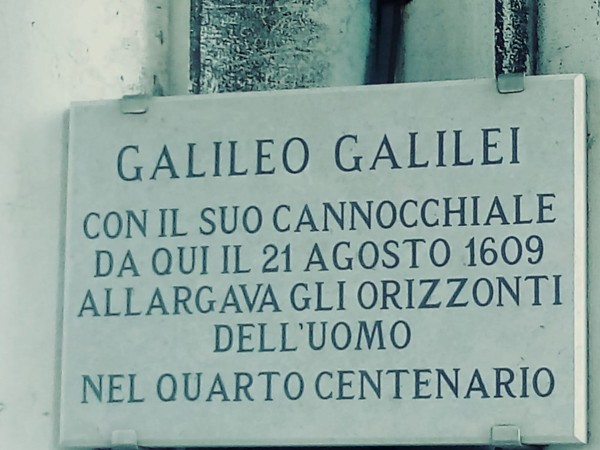 GALILEO GALILEI
CON IL SUO CANNOCCHIALE
DA QUI IL 21 AGOSTO 1609
ALLARGAVA GLI ORIZZONTI
DELL'UOMO
NEL QUARTO CENTENARIO